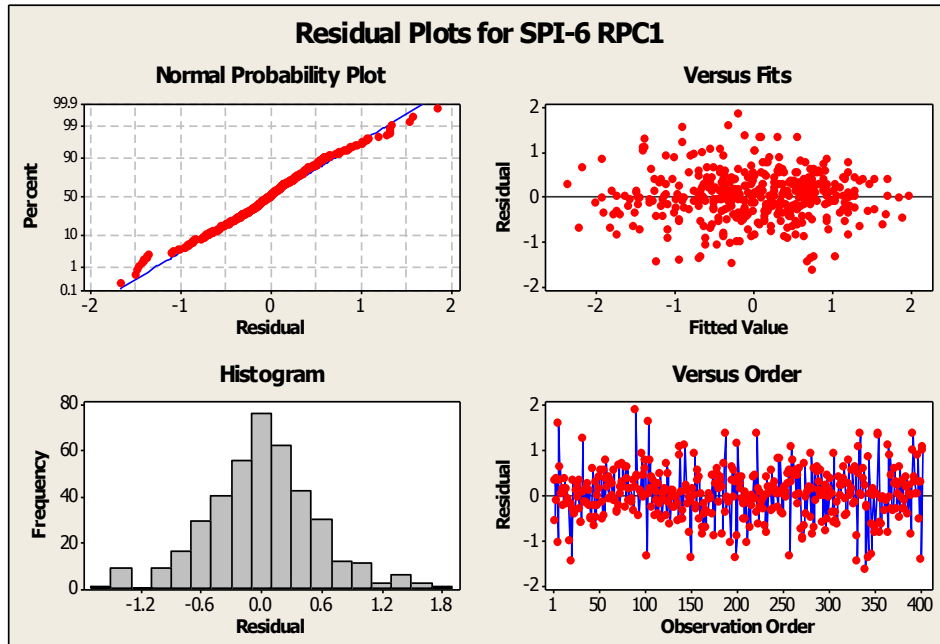 Residual Plots for SPI-6 RPC1
Normal Probability Plot
Percent
99.9
99
90
50
10
1
0.1
-2 -1 0 1 2
Residual
Versus Fits
Residual
2
1
0
-1
-2
-2 -1 0 1 2
Fitted Value
Histogram
Frequency
80
60
40
20
0
-1.2 -0.6 0.0 0.6 1.2 1.8
Residual
Versus Order
Residual
2
1
0
-1
-2
1 50 100 150 200 250 300 350 400
Observation Order